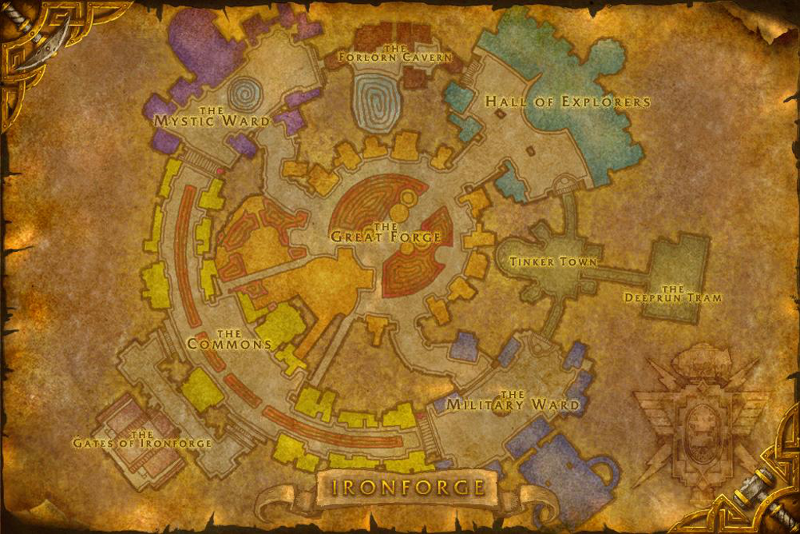 THE
FORLORN CAVERN
HALL OF EXPLORERS
THE
MYSTIC WARD
THE
GREAT FORGE
TINKER TOWN
THE
DEEPRUN TRAM
THE
COMMONS
THE
MILITARY WARD
THE
GATES OF IRONFORGE
IRONFORGE